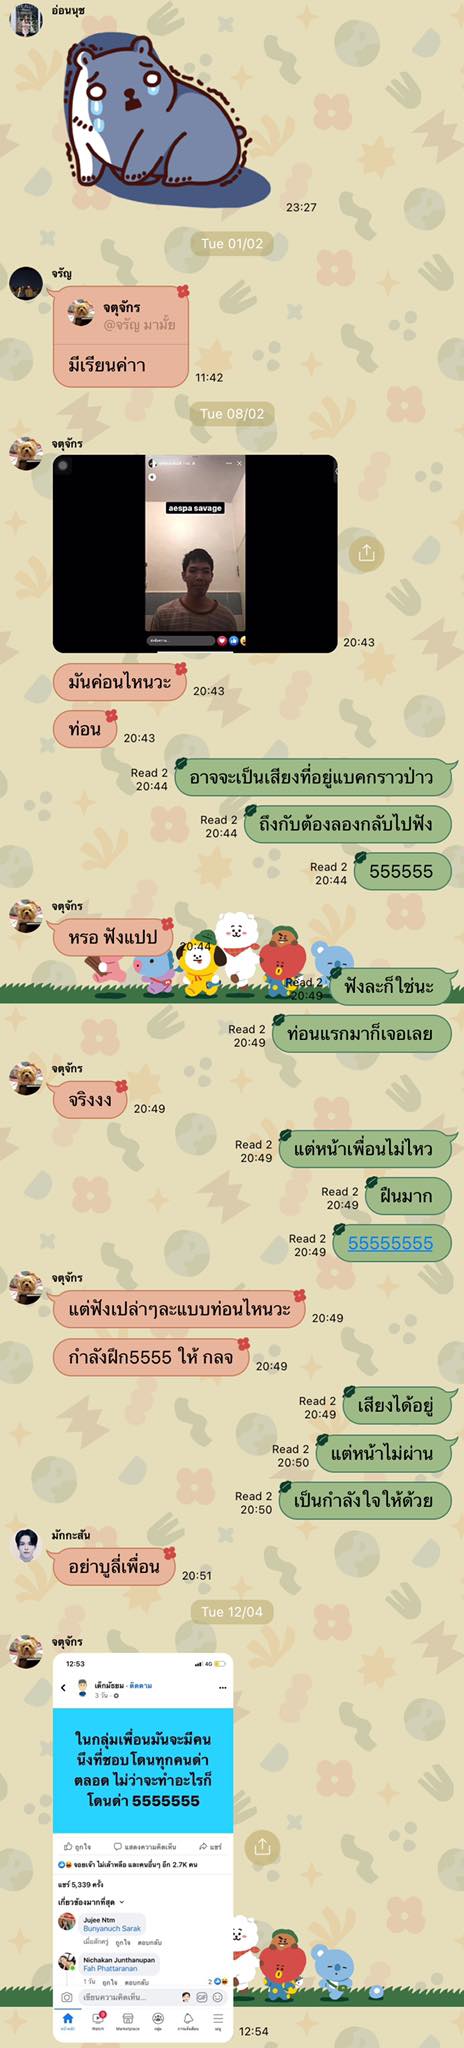 อ่อนนุช
23:27
Tue 01/02
จรัญ
จตุจักร
@จรัญ มามั้ย
มีเรียนค่าา
11:42
Tue 08/02
จตุจักร
aespa savage
20:43
มันค่อนไหนวะ
20:43
ท่อน
20:43
อาจจะเป็นเสียงที่อยู่แบคกราวป่าว
Read 2
20:44
ถึงกับต้องลองกลับไปฟัง
Read 2
20:44
555555
Read 2
20:44
จตุจักร
หรอ ฟังแปป
20:44
ฟังละก็ใช่นะ
Read 2
20:49
ท่อนแรกมาก็เจอเลย
Read 2
20:49
จตุจักร
จริงงง
20:49
แต่หน้าเพื่อนไม่ไหว
Read 2
20:49
ฝืนมาก
Read 2
20:49
55555555
Read 2
20:49
จตุจักร
แต่ฟังเปล่าๆละแบบท่อนไหนวะ
20:49
กำลังฝึก5555 ให้ กลจ
20:49
เสียงได้อยู่
Read 2
20:49
แต่หน้าไม่ผ่าน
Read 2
20:50
เป็นกำลังใจให้ด้วย
Read 2
20:50
มักกะสัน
อย่าบูลี่เพื่อน
20:51
Tue 12/04
จตุจักร
12:53
4G
เด็กมัธยม · ติดตาม
3 วัน
ในกลุ่มเพื่อนมันจะมีคน
นึงที่ชอบโดนทุกคนด่า
ตลอด ไม่ว่าจะทำอะไรก็
โดนด่า 5555555
ถูกใจ
แสดงความคิดเห็น
แชร์
จอยเจ้า ไม่เล้าหลือ และคนอื่นๆ อีก 2.7K คน
แชร์ 5,339 ครั้ง
เกี่ยวข้องมากที่สุด
Jujee Ntm
Bunyanuch Sarak
เมื่อสักครู่ ถูกใจ ตอบกลับ
Nichakan Junthanupan
Fah Phattaranan
1 วัน ถูกใจ ตอบกลับ
2
เขียนความคิดเห็น...
GIF
หน้าหลัก
Watch
Marketplace
กลุ่ม
การแจ้งเตือน
เมนู
12:54